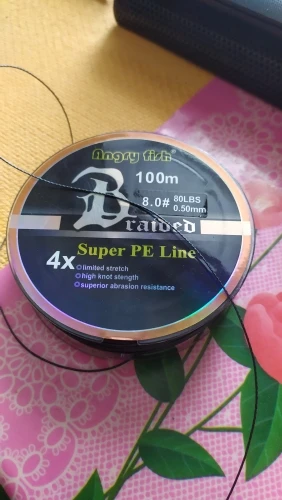 Angry fish®
100m
8.0# 80LBS
0.50mm
Braided
Super PE Line
4x
limited stretch
high knot stength
superior abrasion resistance